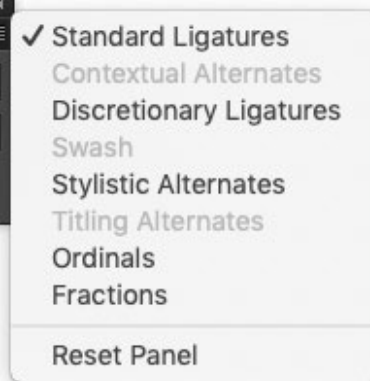 Standard Ligatures
Contextual Alternates
Discretionary Ligatures
Swash
Stylistic Alternates
Titling Alternates
Ordinals
Fractions
Reset Panel